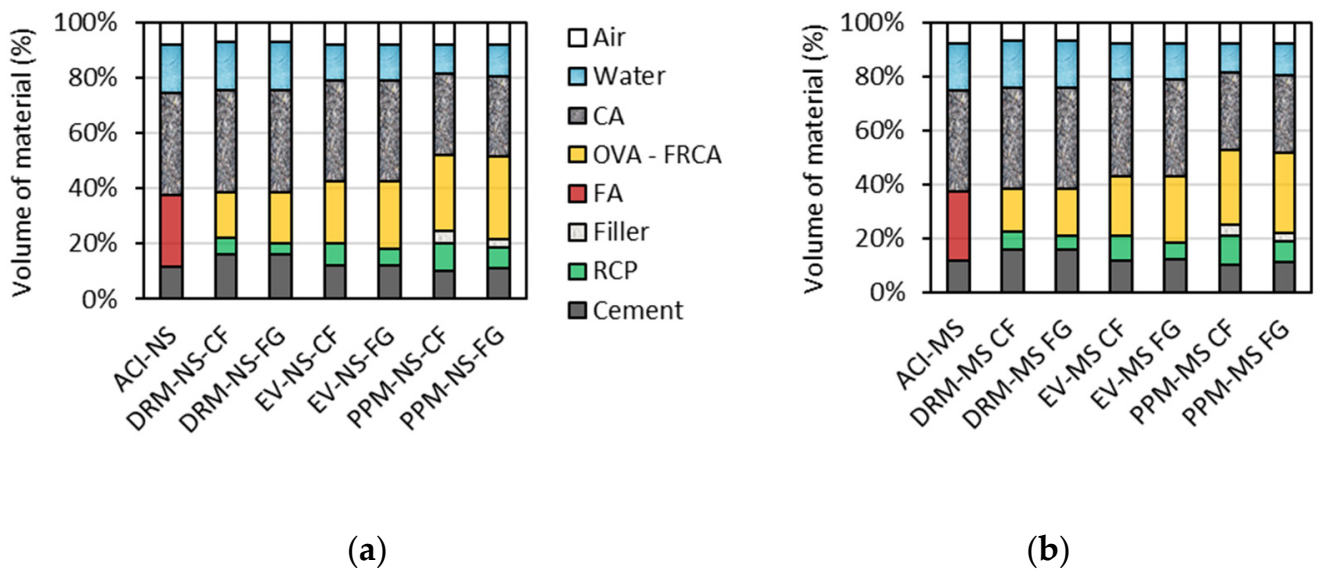 Volume of material (%)
100%
80%
60%
40%
20%
0%
ACI-NS
DRM-NS-CF
DRM-NS-FG
EV-NS-CF
EV-NS-FG
PPM-NS-CF
PPM-NS-FG
Air
Water
CA
OVA - FRCA
FA
Filler
RCP
Cement
(a)
Volume of material (%)
100%
80%
60%
40%
20%
0%
ACI-MS
DRM-MS CF
DRM-MS FG
EV-MS CF
EV-MS FG
PPM-MS CF
PPM-MS FG
(b)